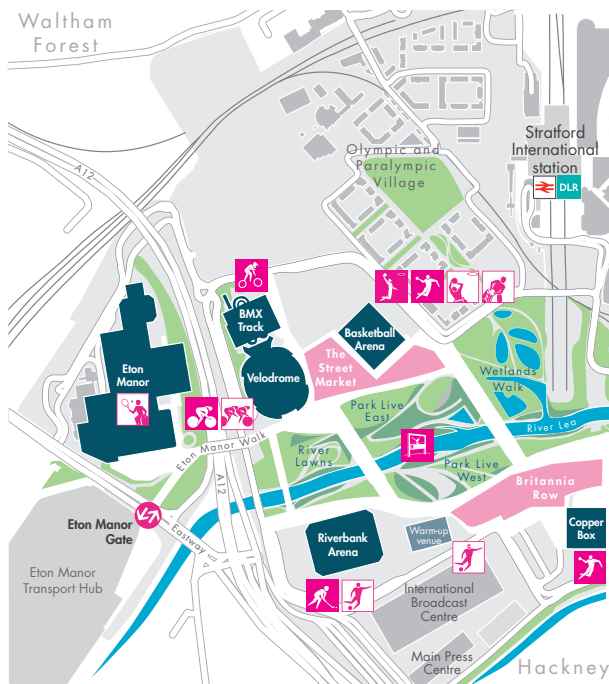 Waltham
Forest
Stratford
International
station
DLR
Olympic and
Paralympic
Village
A12
BMX
Track
Basketball
Arena
The
Street
Market
Velodrome
Eton
Manor
Wetlands
Walk
Park Live
East
River Lea
River
Lawns
Eton Manor Walk
Park Live
West
Britannia
Row
A12
Eton Manor
Gate
Eastway
Riverbank
Arena
Warm-up
venue
Copper
Box
Eton Manor
Transport Hub
International
Broadcast
Centre
Main Press
Centre
Hackney